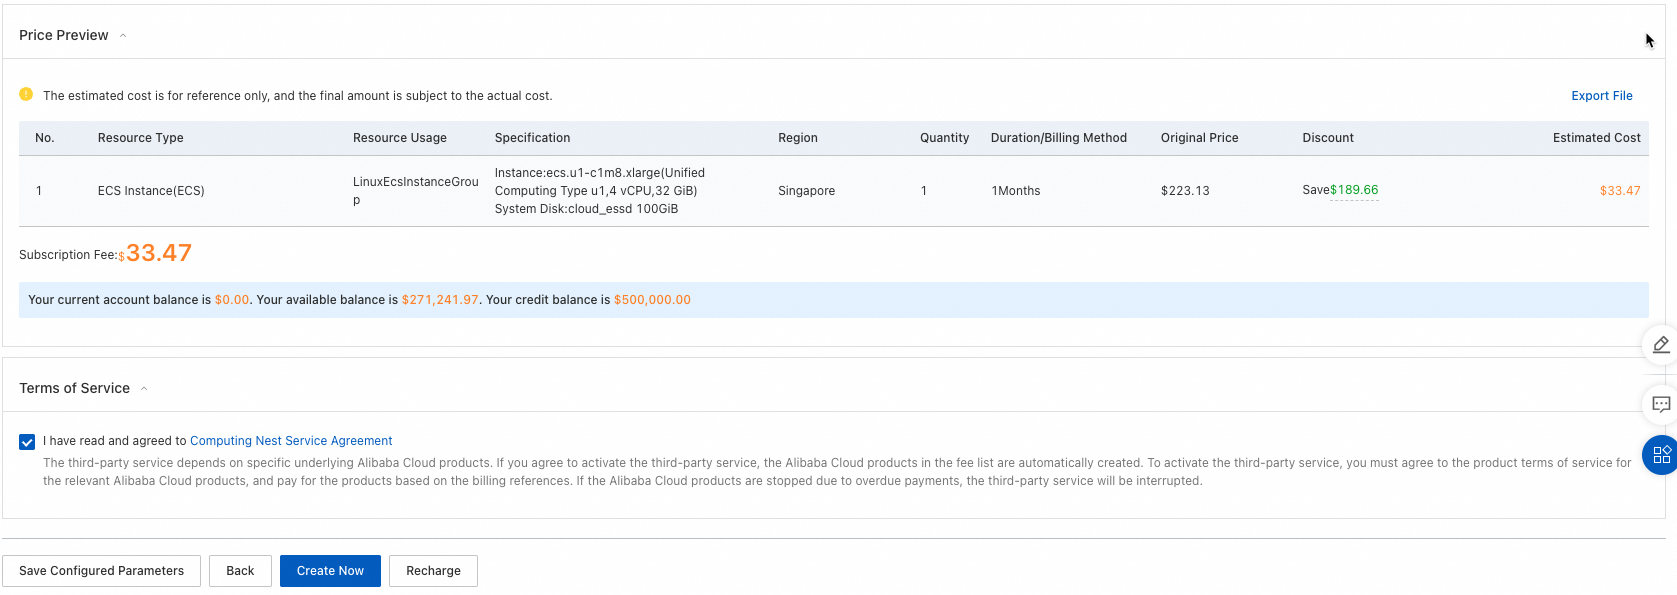 Price Preview
The estimated cost is for reference only, and the final amount is subject to the actual cost.
Export File
No. Resource Type Resource Usage Specification Region Quantity Duration/Billing Method Original Price Discount Estimated Cost
1 ECS Instance(ECS) LinuxEcsInstanceGrou
p
Instance:ecs.u1-c1m8.xlarge(Unified
Computing Type u1,4 vCPU,32 GiB)
System Disk:cloud_essd 100GiB
Singapore 1 1Months $223.13 Save$189.66 $33.47
Subscription Fee:$33.47
Your current account balance is $0.00. Your available balance is $271,241.97. Your credit balance is $500,000.00
Terms of Service
I have read and agreed to Computing Nest Service Agreement
The third-party service depends on specific underlying Alibaba Cloud products. If you agree to activate the third-party service, the Alibaba Cloud products in the fee list are automatically created. To activate the third-party service, you must agree to the product terms of service for
the relevant Alibaba Cloud products, and pay for the products based on the billing references. If the Alibaba Cloud products are stopped due to overdue payments, the third-party service will be interrupted.
Save Configured Parameters Back Create Now Recharge